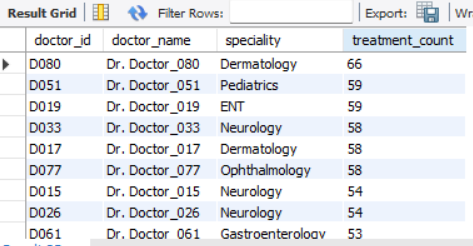 Result Grid Filter Rows: Export: Wr
doctor_id doctor_name speciality treatment_count
D080 Dr. Doctor_080 Dermatology 66
D051 Dr. Doctor_051 Pediatrics 59
D019 Dr. Doctor_019 ENT 59
D033 Dr. Doctor_033 Neurology 58
D017 Dr. Doctor_017 Dermatology 58
D077 Dr. Doctor_077 Ophthalmology 58
D015 Dr. Doctor_015 Neurology 54
D026 Dr. Doctor_026 Neurology 54
D061 Dr. Doctor_061 Gastroenterology 53